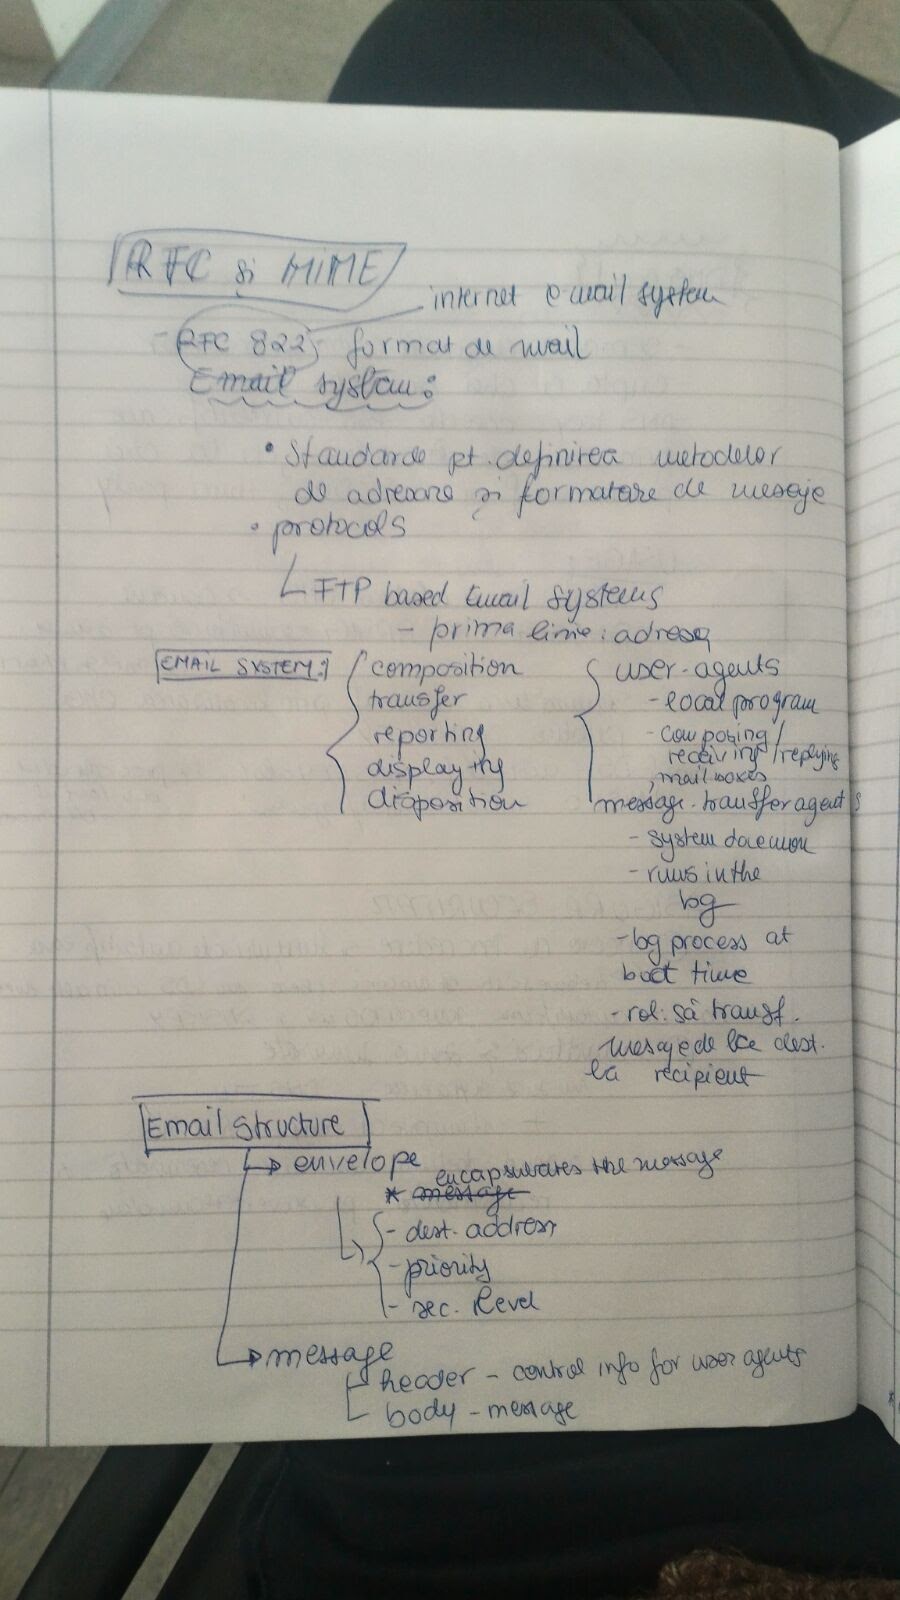 RFC și MIME
internet email system
- RFC 822 format de mail
Email system:
• Standarde pt. definirea metodelor
de adresare și formatare de mesaje
• protocols
FTP based Email systems
- prima linie: adresa
EMAIL SYSTEM:
composition
transfer
reporting
displaying
disposition
user-agents
- local program
- composing/
receiving/replying
, mailboxes
message-transfer agents
- system daemon
- runs in the
bg
- bg process at
boot time
- rol: să transf.
mesaje de la dest.
la recipient
Email Structure
→ envelope
encapsulates the message
* message
- dest. address
- priority
- sec. level
→ message
header - control info for user agents
body - message